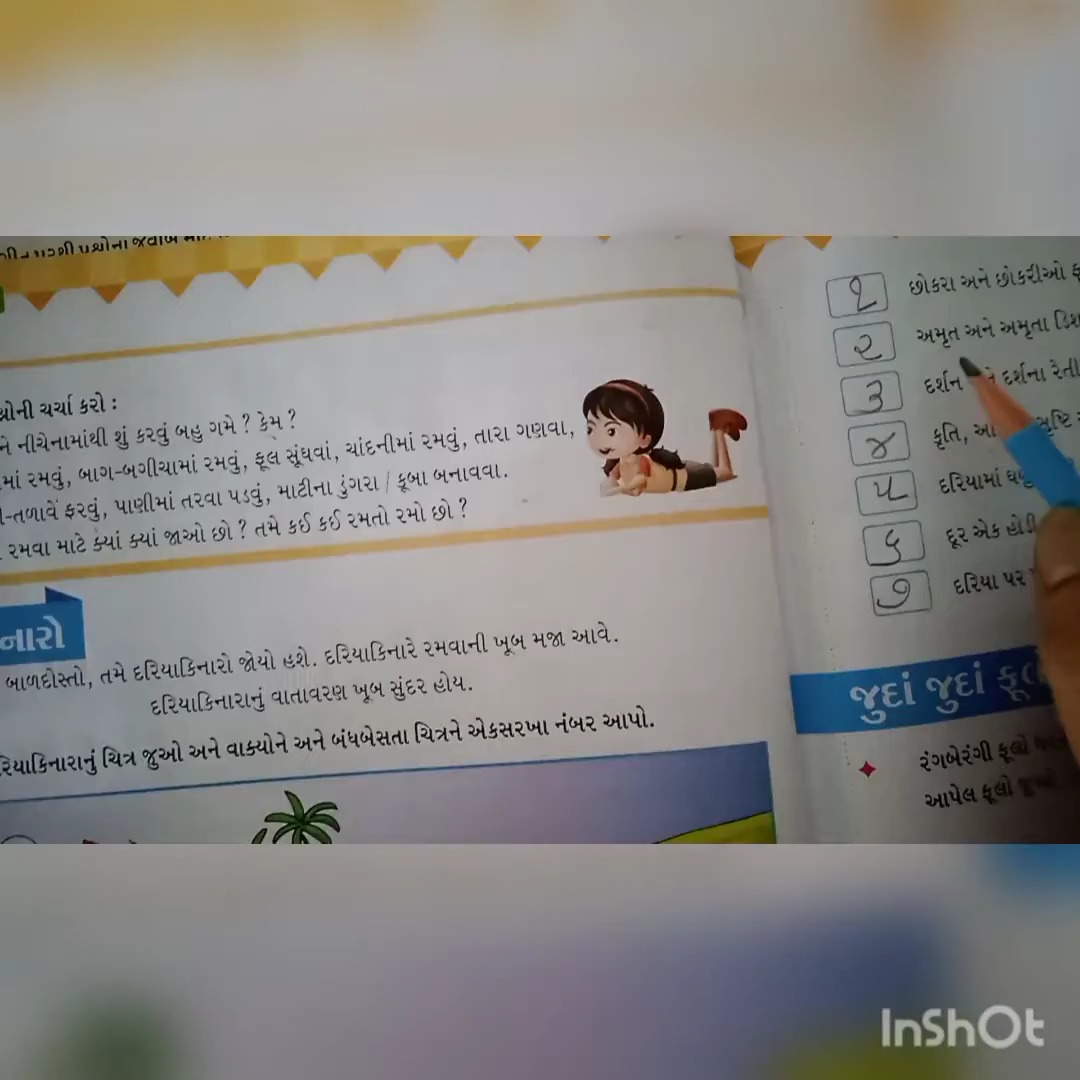 પ્રશ્નોના જવાબ
ચર્ચા કરો :
ને નીચેનામાંથી શું કરવું બહુ ગમે ? કેમ ?
માં રમવું, બાગ-બગીચામાં રમવું, ફૂલ સૂંઘવાં, ચાંદનીમાં રમવું, તારા ગણવા,
-તળાવે ફરવું, પાણીમાં તરવા પડવું, માટીના ડુંગરા / કૂબા બનાવવા.
રમવા માટે ક્યાં ક્યાં જાઓ છો ? તમે કઈ કઈ રમતો રમો છો ?
નારો
બાળદોસ્તો, તમે દરિયાકિનારો જોયો હશે. દરિયાકિનારે રમવાની ખૂબ મજા આવે.
દરિયાકિનારાનું વાતાવરણ ખૂબ સુંદર હોય.
રિયાકિનારાનું ચિત્ર જુઓ અને વાક્યોને અને બંધબેસતા ચિત્રને એકસરખા નંબર આપો.
૧ છોકરા અને છોકરીઓ
૨ અમૃત અને અમૃતા
૩ દર્શન દર્શના રેતી
૪ કૃતિ, સૃષ્ટિ
૫ દરિયામાં
૬ દૂર એક હોડી
૭ દરિયા પર
જુદાં જુદાં ફૂલ
રંગબેરંગી ફૂલો
આપેલ ફૂલો
InShOt